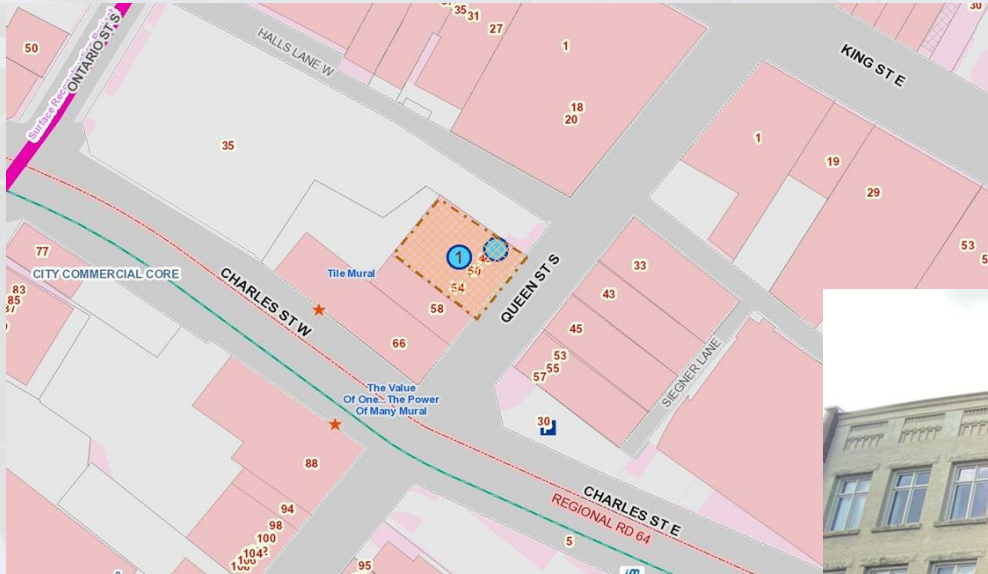 50
ONTARIO ST S
HALLS LANE W
35
31
27
1
18
20
30
KING ST E
35
1
19
29
53
77
CITY COMMERCIAL CORE
83
85
CHARLES ST W
Tile Mural
1
50
54
58
66
QUEEN ST S
33
43
45
53
55
57
SIEGNER LANE
The Value
Of One...The Power
Of Many Mural
30
P
88
94
98
100
CHARLES ST E
REGIONAL RD 64
5
95